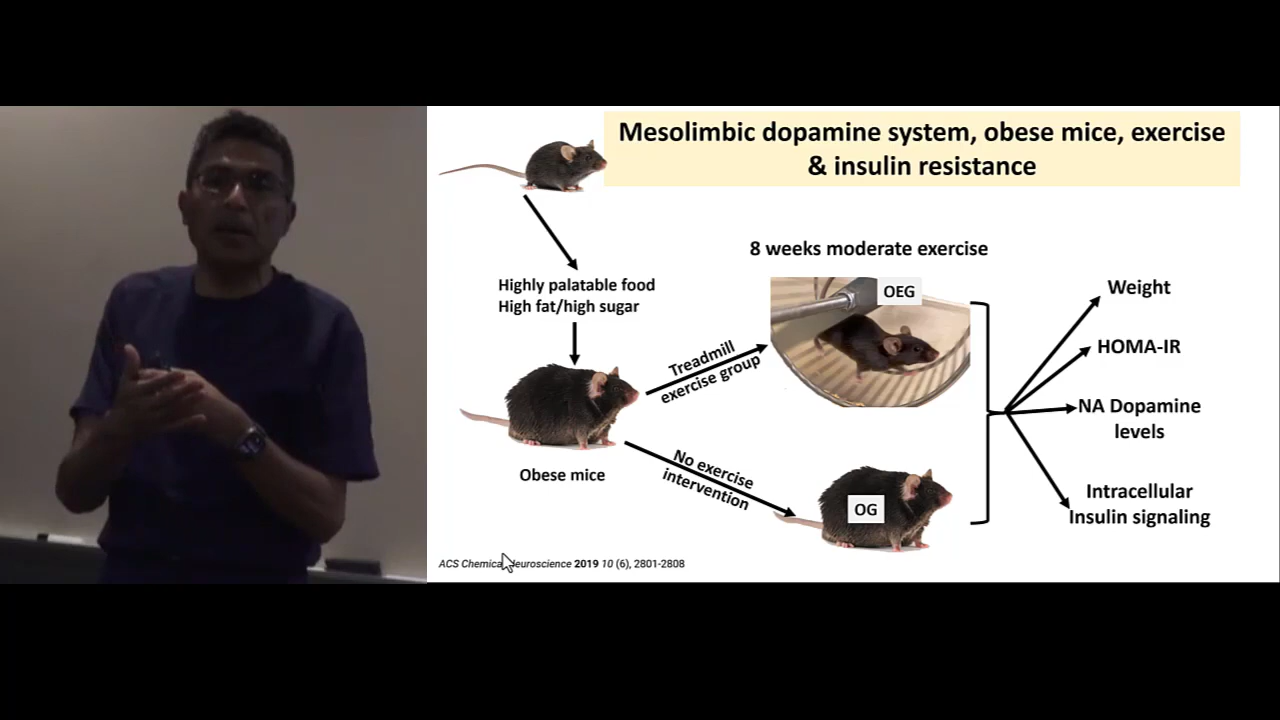 Mesolimbic dopamine system, obese mice, exercise
& insulin resistance
8 weeks moderate exercise
Highly palatable food
High fat/high sugar
OEG
Treadmill
exercise group
Obese mice
No exercise
intervention
OG
Weight
HOMA-IR
NA Dopamine
levels
Intracellular
Insulin signaling
ACS Chemical Neuroscience 2019 10 (6), 2801-2808